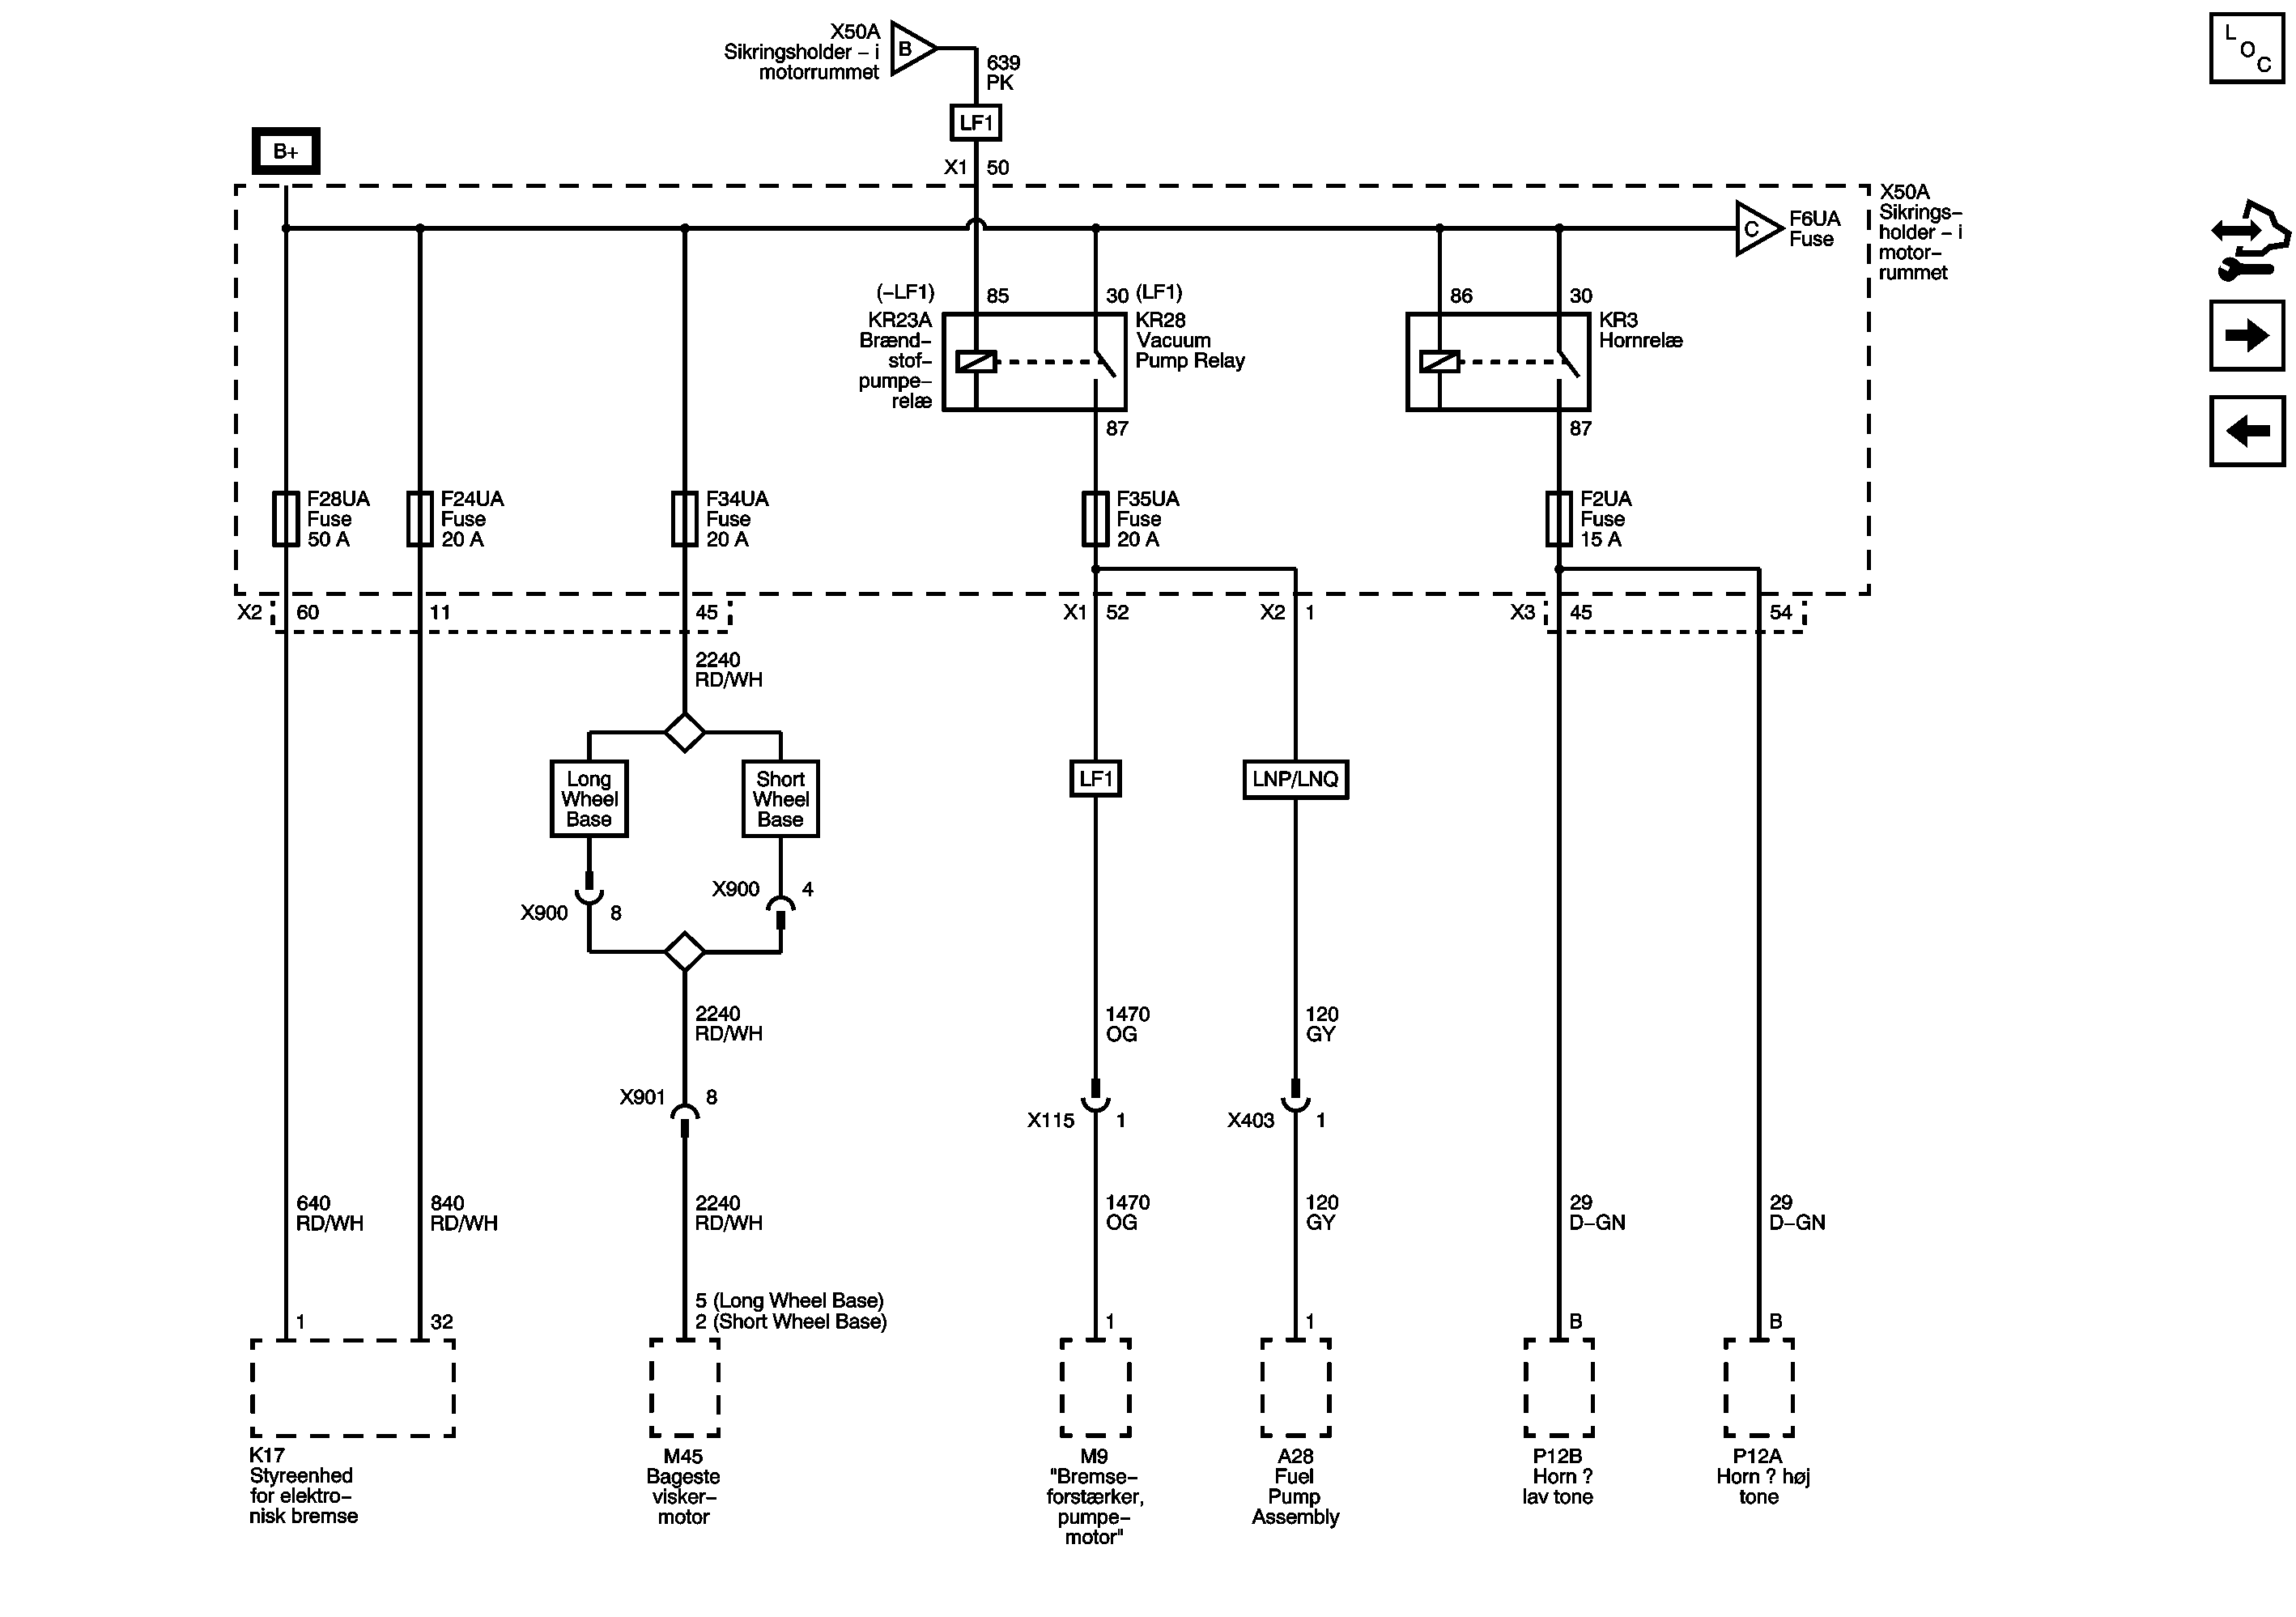 X50A
Sikringsholder – i
motorrummet
B
639
PK
LF1
X1 50
B+
L
O
C
X50A
Sikrings–
holder – i
motor–
rummet
C
F6UA
Fuse
(–LF1)
85
30 (LF1)
86
30
KR23A
Brænd–
stof–
pumpe–
relæ
KR28
Vacuum
Pump Relay
KR3
Hornrelæ
87
87
F28UA
Fuse
50 A
F24UA
Fuse
20 A
F34UA
Fuse
20 A
F35UA
Fuse
20 A
F2UA
Fuse
15 A
X2 60
11
45
X1 52
X2 1
X3 45
54
2240
RD/WH
Long
Wheel
Base
Short
Wheel
Base
LF1
LNP/LNQ
X900 8
X900 4
2240
RD/WH
1470
OG
120
GY
X901 8
X115 1
X403 1
640
RD/WH
840
RD/WH
2240
RD/WH
1470
OG
120
GY
29
D–GN
29
D–GN
5 (Long Wheel Base)
2 (Short Wheel Base)
1
32
1
1
B
B
K17
Styreenhed
for elektro–
nisk bremse
M45
Bageste
visker–
motor
M9
"Bremse–
forstærker,
pumpe–
motor"
A28
Fuel
Pump
Assembly
P12B
Horn ?
lav tone
P12A
Horn ? høj
tone